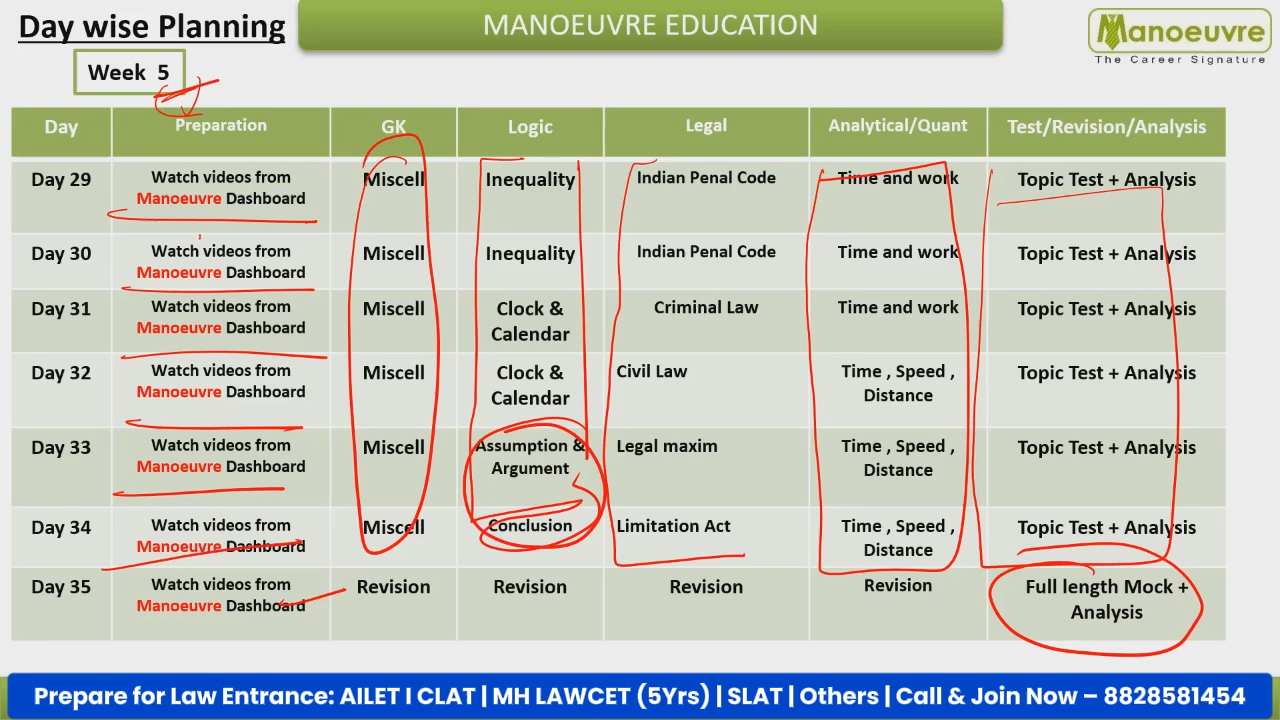 Day wise Planning
MANOEUVRE EDUCATION
Manoeuvre
The Career Signature
Week 5
Day Preparation GK Logic Legal Analytical/Quant Test/Revision/Analysis
Day 29 Watch videos from Manoeuvre Dashboard Miscell Inequality Indian Penal Code Time and work Topic Test + Analysis
Day 30 Watch videos from Manoeuvre Dashboard Miscell Inequality Indian Penal Code Time and work Topic Test + Analysis
Day 31 Watch videos from Manoeuvre Dashboard Miscell Clock & Calendar Criminal Law Time and work Topic Test + Analysis
Day 32 Watch videos from Manoeuvre Dashboard Miscell Clock & Calendar Civil Law Time , Speed , Distance Topic Test + Analysis
Day 33 Watch videos from Manoeuvre Dashboard Miscell Assumption & Argument Legal maxim Time , Speed , Distance Topic Test + Analysis
Day 34 Watch videos from Manoeuvre Dashboard Miscell Conclusion Limitation Act Time , Speed , Distance Topic Test + Analysis
Day 35 Watch videos from Manoeuvre Dashboard Revision Revision Revision Revision Full length Mock + Analysis
Prepare for Law Entrance: AILET I CLAT | MH LAWCET (5Yrs) | SLAT | Others | Call & Join Now – 8828581454